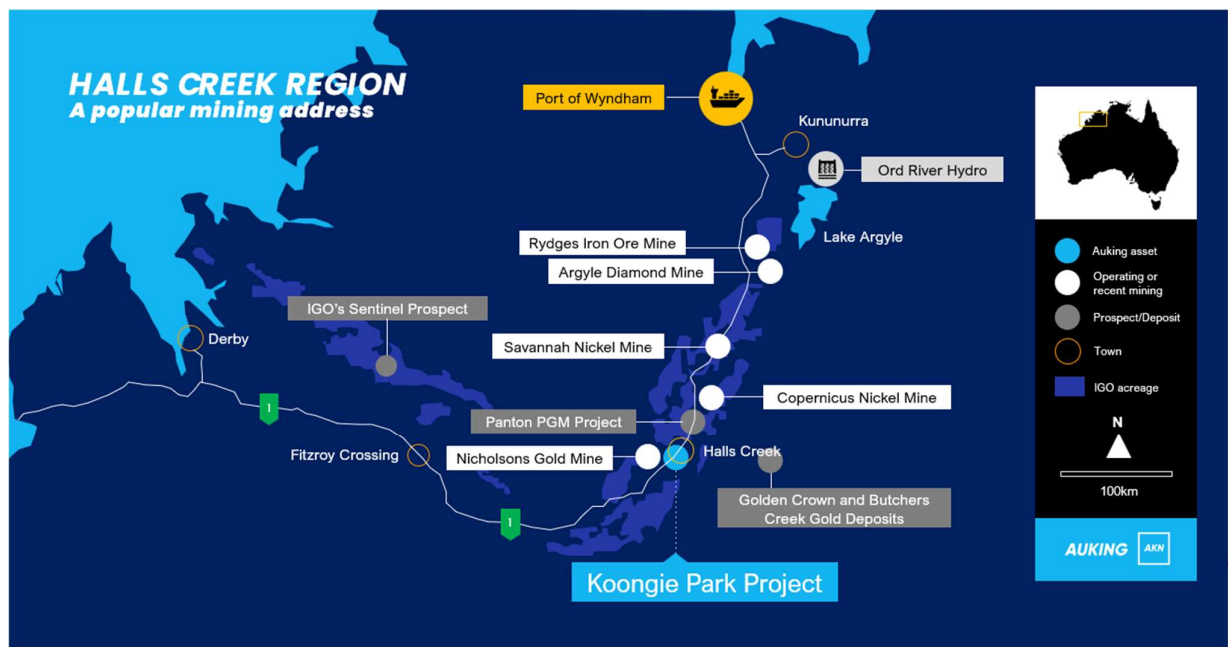 HALLS CREEK REGION
A popular mining address
Port of Wyndham
Kununurra
Ord River Hydro
Lake Argyle
Rydges Iron Ore Mine
Argyle Diamond Mine
IGO's Sentinel Prospect
Derby
Savannah Nickel Mine
Copernicus Nickel Mine
1
Panton PGM Project
Fitzroy Crossing
Nicholsons Gold Mine
Halls Creek
Golden Crown and Butchers
Creek Gold Deposits
1
Koongie Park Project
Auking asset
Operating or
recent mining
Prospect/Deposit
Town
IGO acreage
N
100km
AUKING AKN